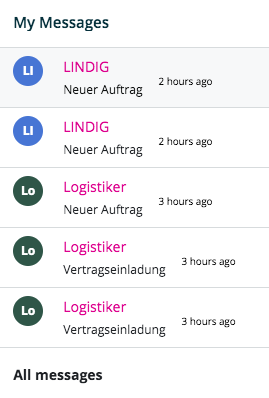 My Messages
LI LINDIG
Neuer Auftrag 2 hours ago
LI LINDIG
Neuer Auftrag 2 hours ago
Lo Logistiker
Neuer Auftrag 3 hours ago
Lo Logistiker
Vertragseinladung 3 hours ago
Lo Logistiker
Vertragseinladung 3 hours ago
All messages